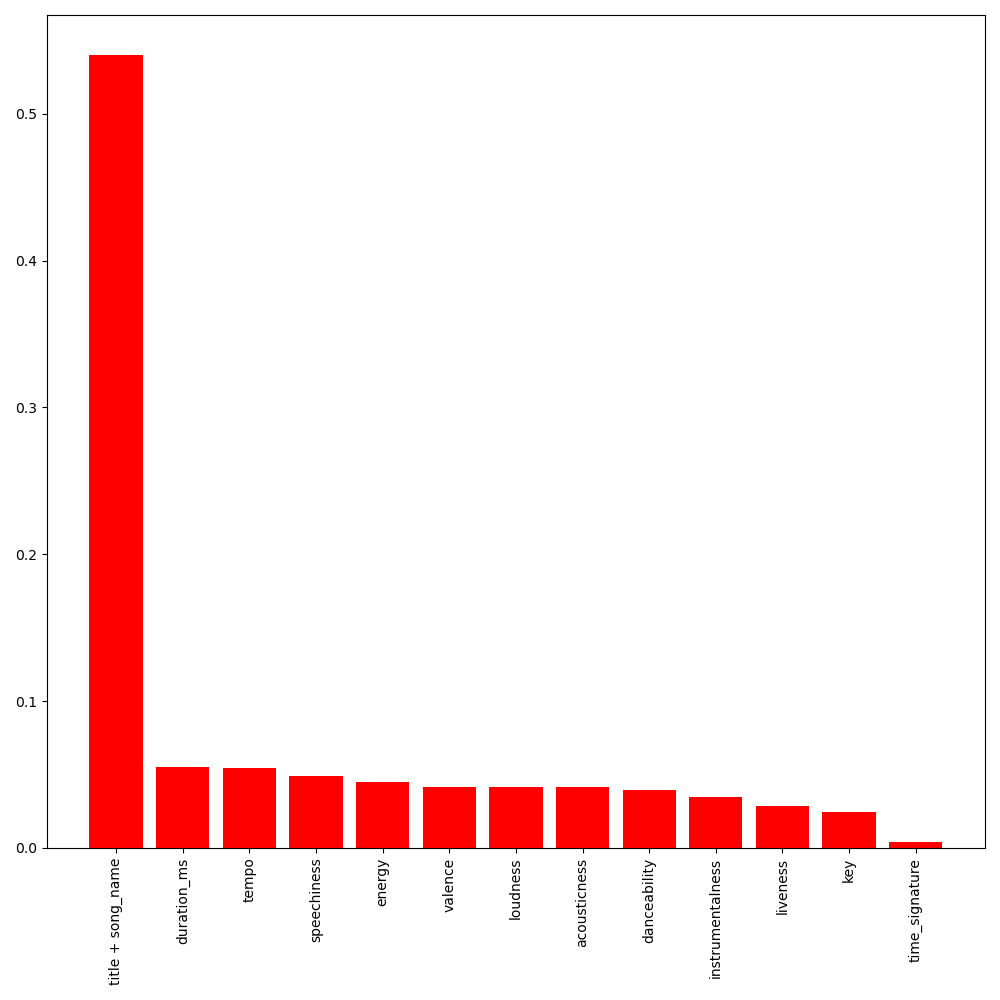 0.5
0.4
0.3
0.2
0.1
0.0
title + song_name
duration_ms
tempo
speechiness
energy
valence
loudness
acousticness
danceability
instrumentalness
liveness
key
time_signature